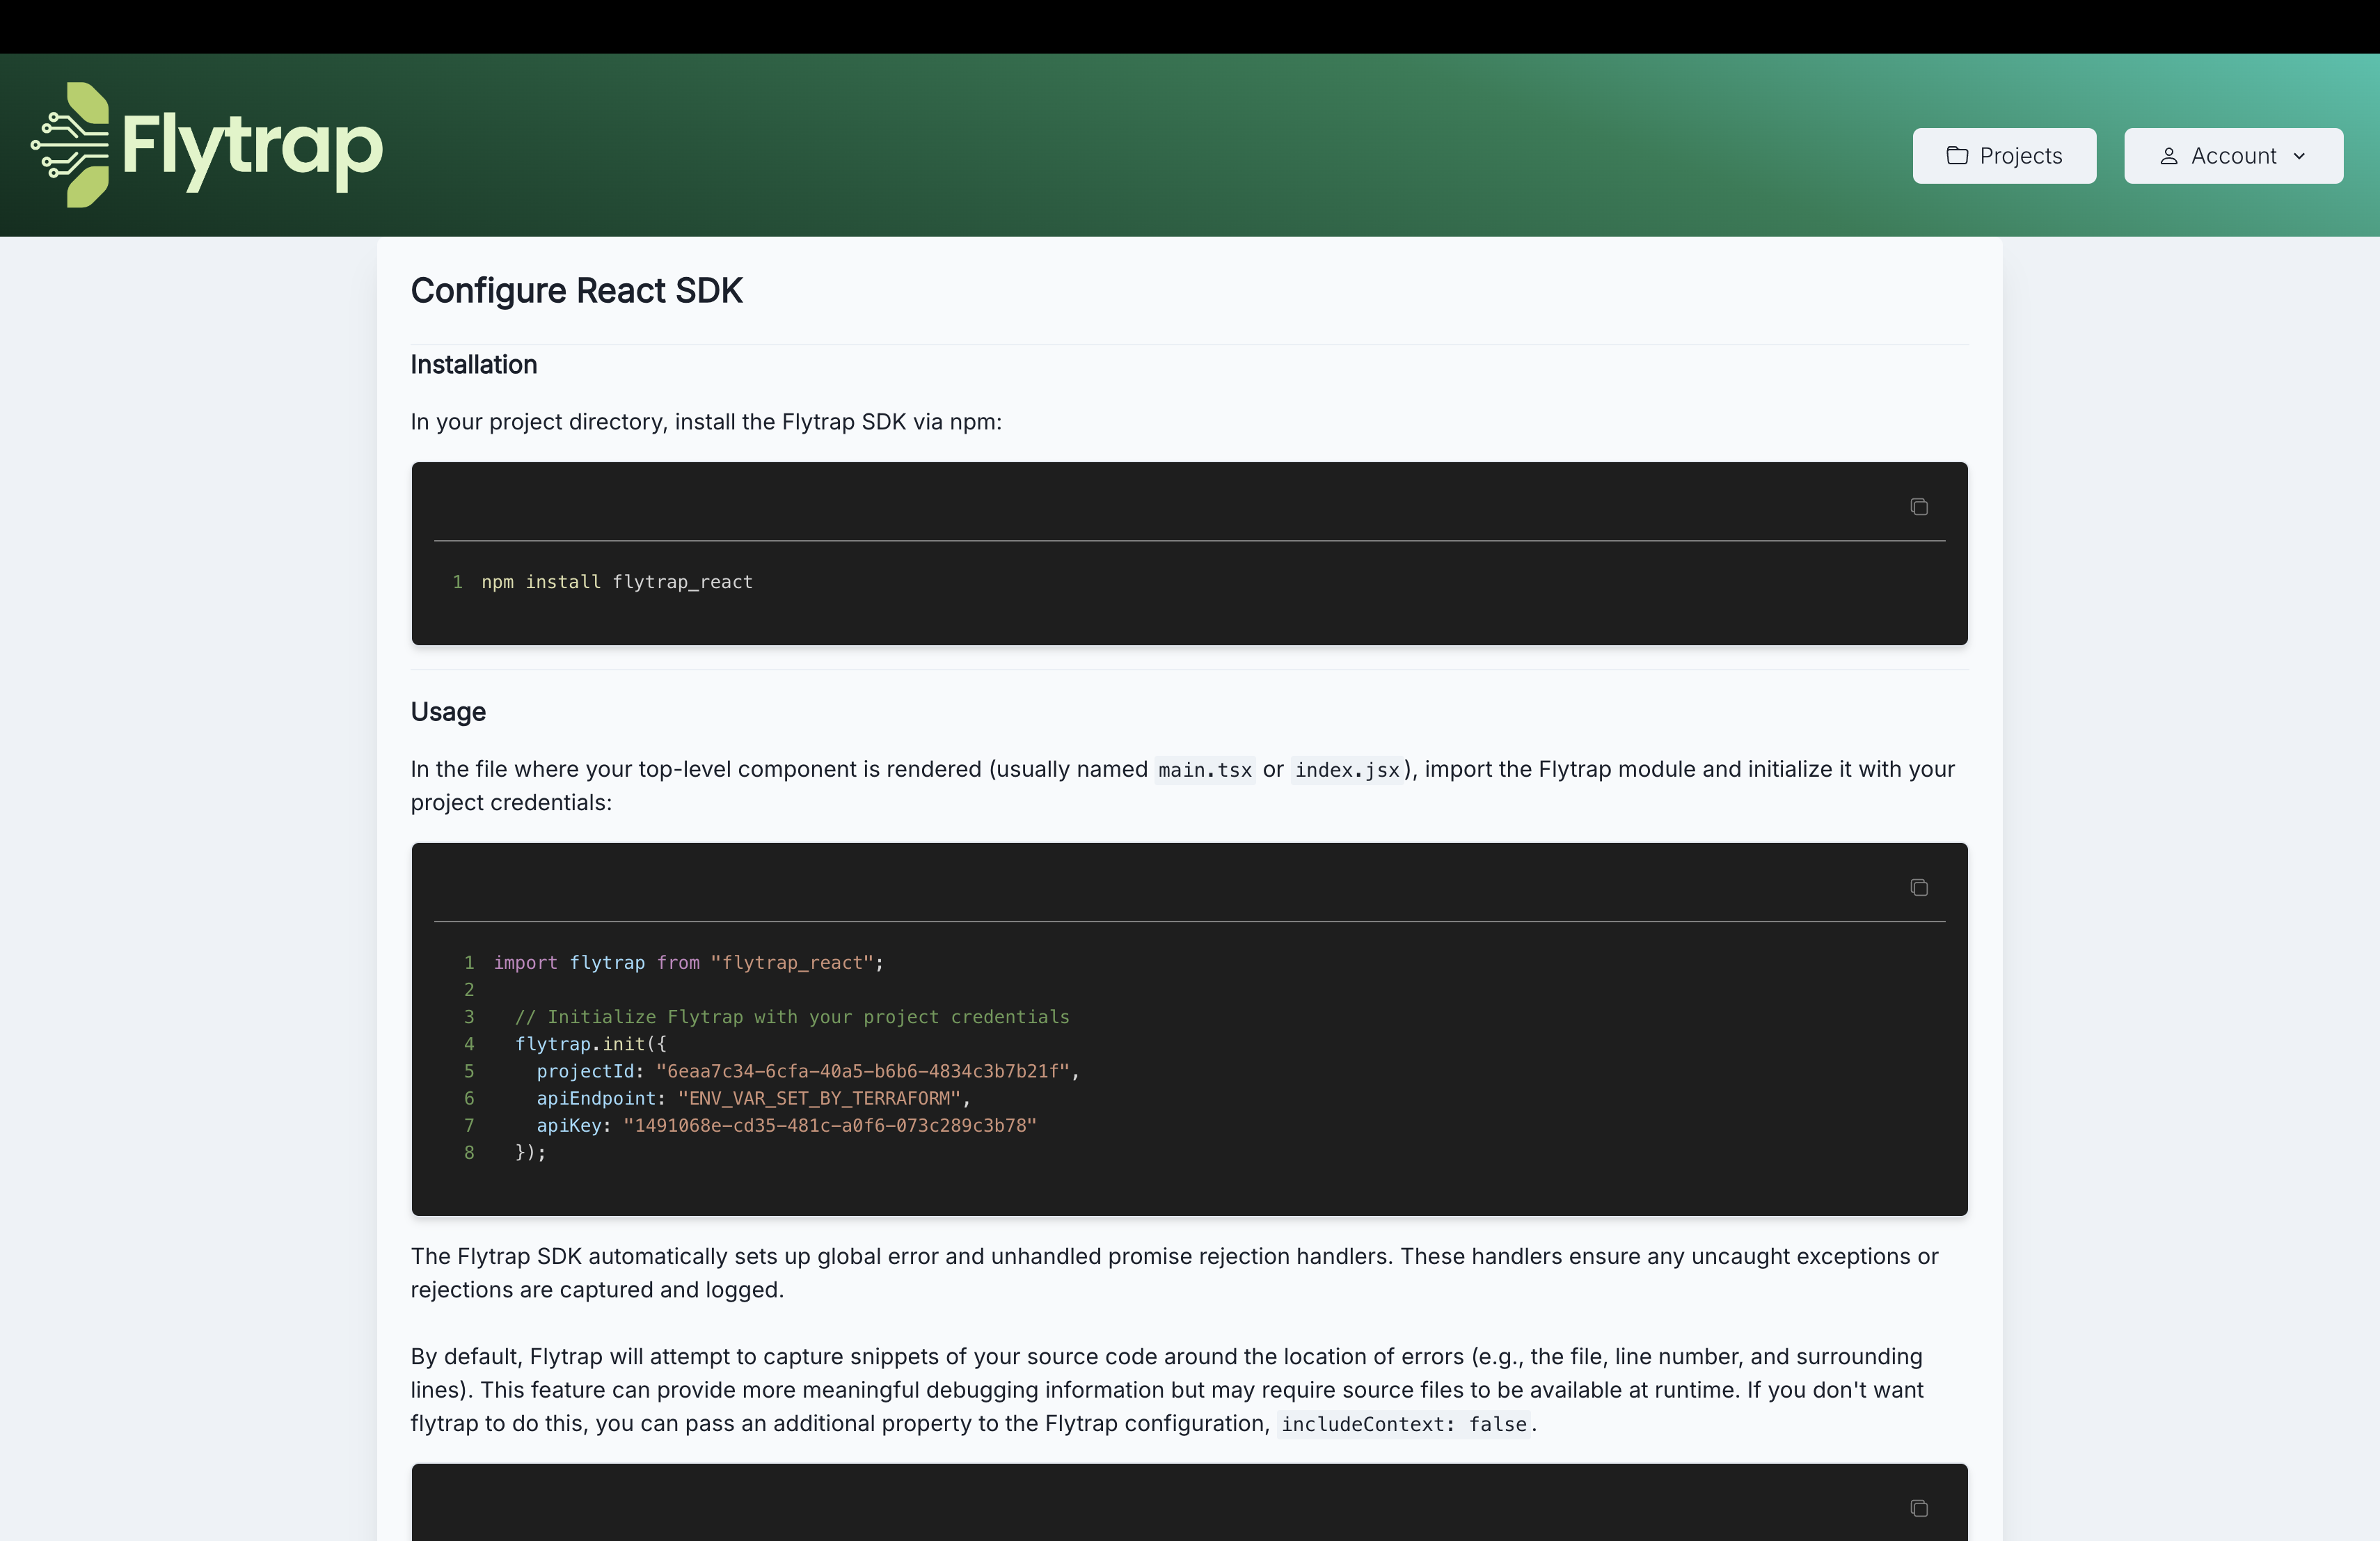 Flytrap
Projects
Account
Configure React SDK
Installation
In your project directory, install the Flytrap SDK via npm:
1 npm install flytrap_react
Usage
In the file where your top-level component is rendered (usually named main.tsx or index.jsx), import the Flytrap module and initialize it with your
project credentials:
1 import flytrap from "flytrap_react";
2
3 // Initialize Flytrap with your project credentials
4 flytrap.init({
5 projectId: "6eaa7c34-6cfa-40a5-b6b6-4834c3b7b21f",
6 apiEndpoint: "ENV_VAR_SET_BY_TERRAFORM",
7 apiKey: "1491068e-cd35-481c-a0f6-073c289c3b78"
8 });
The Flytrap SDK automatically sets up global error and unhandled promise rejection handlers. These handlers ensure any uncaught exceptions or
rejections are captured and logged.
By default, Flytrap will attempt to capture snippets of your source code around the location of errors (e.g., the file, line number, and surrounding
lines). This feature can provide more meaningful debugging information but may require source files to be available at runtime. If you don't want
flytrap to do this, you can pass an additional property to the Flytrap configuration, includeContext: false.